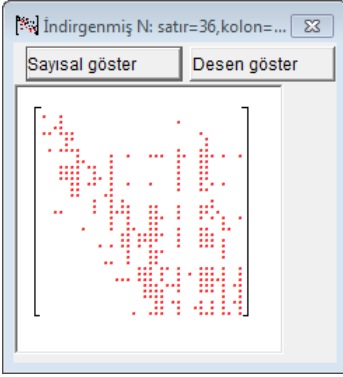 İndirgenmiş N: satır=36,kolon=...
Sayısal göster
Desen göster